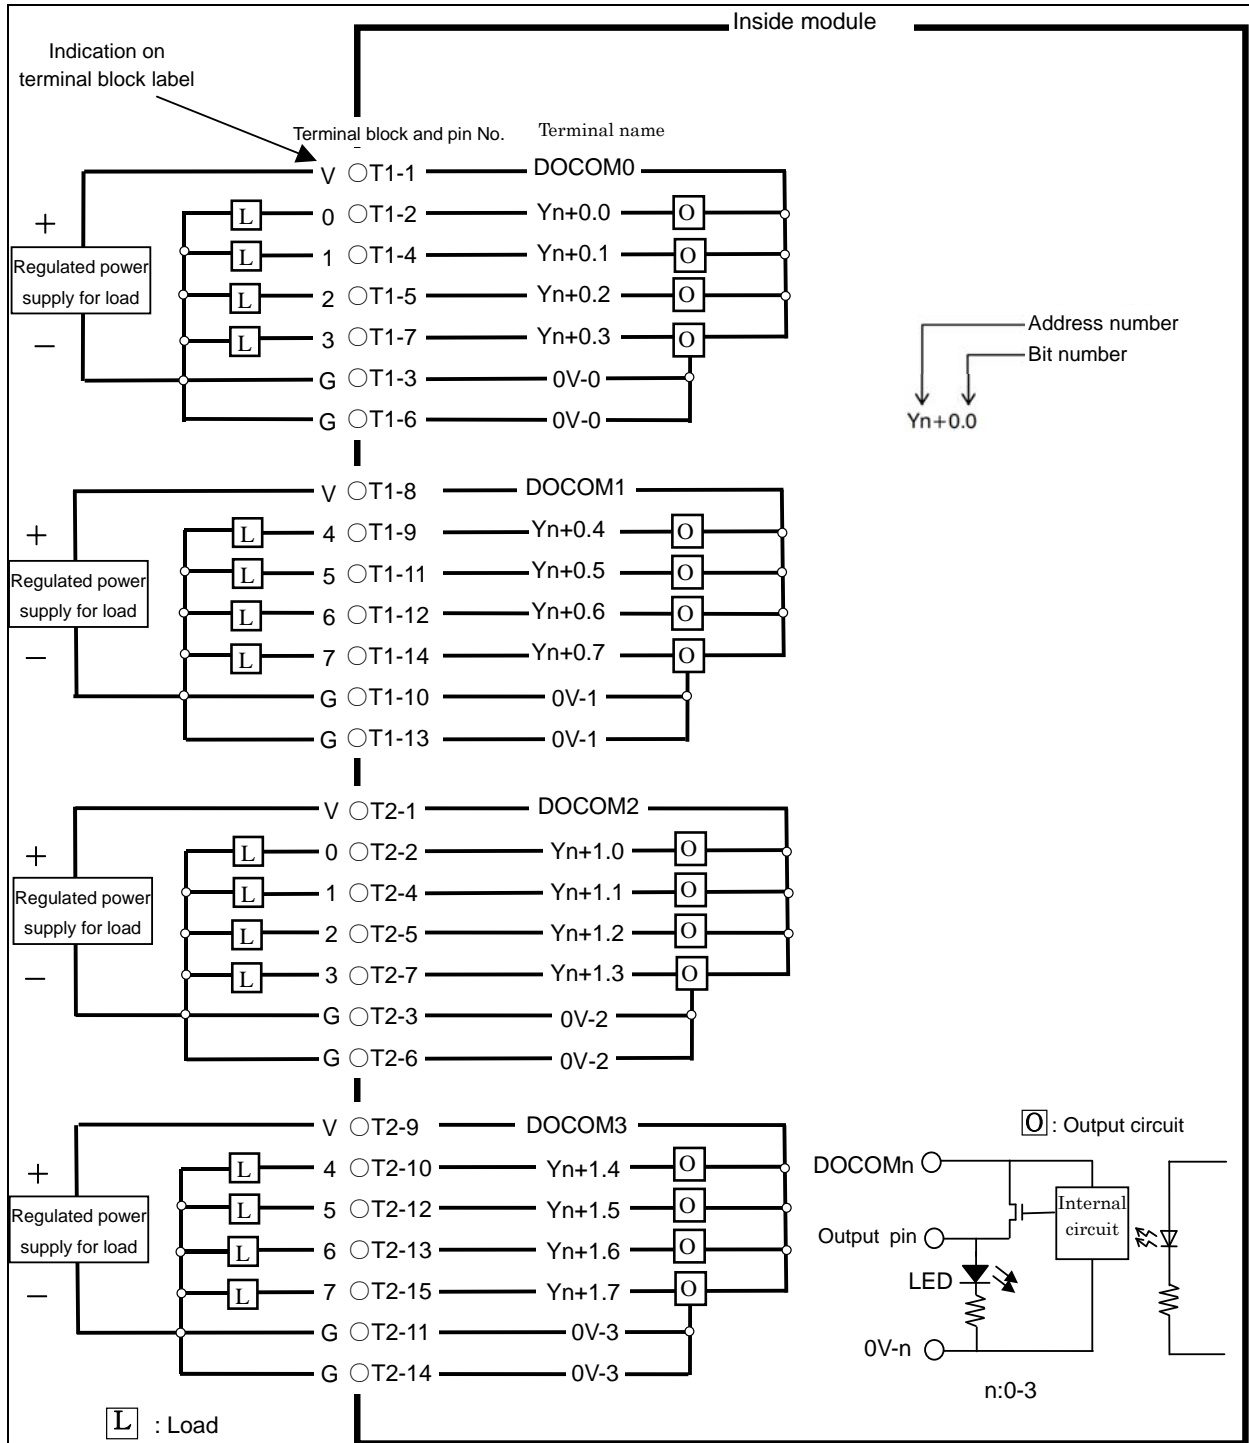 Inside module
Indication on
terminal block label
Terminal block and pin No. Terminal name
V ○T1-1 DOCOM0
L 0 ○T1-2 Yn+0.0 O
L 1 ○T1-4 Yn+0.1 O
L 2 ○T1-5 Yn+0.2 O
L 3 ○T1-7 Yn+0.3 O
G ○T1-3 0V-0
G ○T1-6 0V-0
+
Regulated power
supply for load
−
Address number
Bit number
Yn+0.0
V ○T1-8 DOCOM1
L 4 ○T1-9 Yn+0.4 O
L 5 ○T1-11 Yn+0.5 O
L 6 ○T1-12 Yn+0.6 O
L 7 ○T1-14 Yn+0.7 O
G ○T1-10 0V-1
G ○T1-13 0V-1
+
Regulated power
supply for load
−
V ○T2-1 DOCOM2
L 0 ○T2-2 Yn+1.0 O
L 1 ○T2-4 Yn+1.1 O
L 2 ○T2-5 Yn+1.2 O
L 3 ○T2-7 Yn+1.3 O
G ○T2-3 0V-2
G ○T2-6 0V-2
+
Regulated power
supply for load
−
V ○T2-9 DOCOM3
L 4 ○T2-10 Yn+1.4 O
L 5 ○T2-12 Yn+1.5 O
L 6 ○T2-13 Yn+1.6 O
L 7 ○T2-15 Yn+1.7 O
G ○T2-11 0V-3
G ○T2-14 0V-3
+
Regulated power
supply for load
−
L : Load
O : Output circuit
DOCOMn
Internal
circuit
Output pin
LED
0V-n
n:0-3